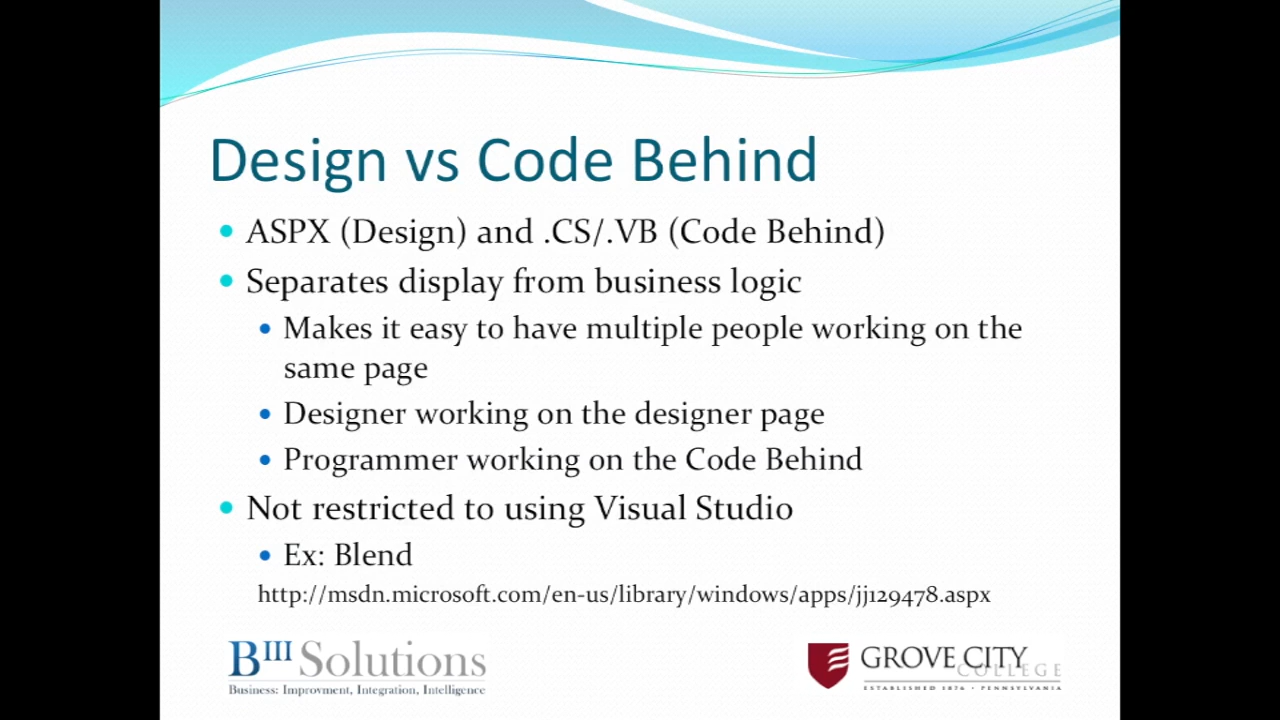 Design vs Code Behind
• ASPX (Design) and .CS/.VB (Code Behind)
• Separates display from business logic
• Makes it easy to have multiple people working on the
same page
• Designer working on the designer page
• Programmer working on the Code Behind
• Not restricted to using Visual Studio
• Ex: Blend
http://msdn.microsoft.com/en-us/library/windows/apps/jj129478.aspx
BIII Solutions
Business: Improvment, Integration, Intelligence
GROVE CITY
COLLEGE
ESTABLISHED 1876 • PENNSYLVANIA